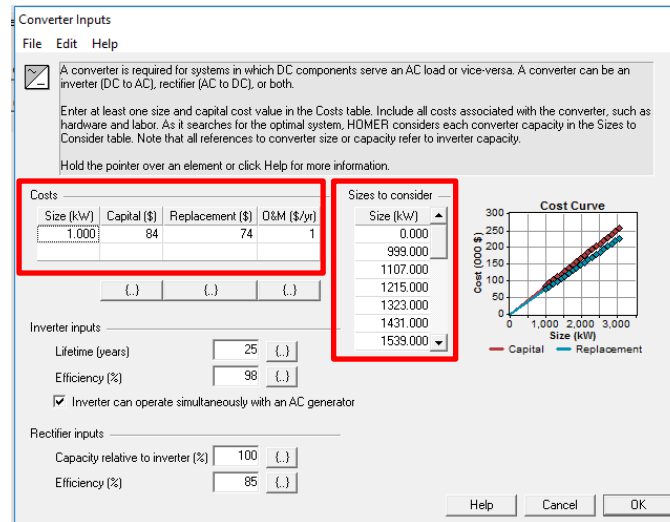 Converter Inputs
File Edit Help
A converter is required for systems in which DC components serve an AC load or vice-versa. A converter can be an
inverter (DC to AC), rectifier (AC to DC), or both.
Enter at least one size and capital cost value in the Costs table. Include all costs associated with the converter, such as
hardware and labor. As it searches for the optimal system, HOMER considers each converter capacity in the Sizes to
Consider table. Note that all references to converter size or capacity refer to inverter capacity.
Hold the pointer over an element or click Help for more information.
Costs
Size (kW) Capital ($) Replacement ($) O&M ($/yr)
1.000 84 74 1
{..} {..} {..}
Sizes to consider
Size (kW)
0.000
999.000
1107.000
1215.000
1323.000
1431.000
1539.000
Cost Curve
Cost (000 $)
300
250
200
150
100
50
0
0 1,000 2,000 3,000
Size (kW)
Capital Replacement
Inverter inputs
Lifetime (years) 25 {..}
Efficiency (%) 98 {..}
Inverter can operate simultaneously with an AC generator
Rectifier inputs
Capacity relative to inverter (%) 100 {..}
Efficiency (%) 85 {..}
Help Cancel OK